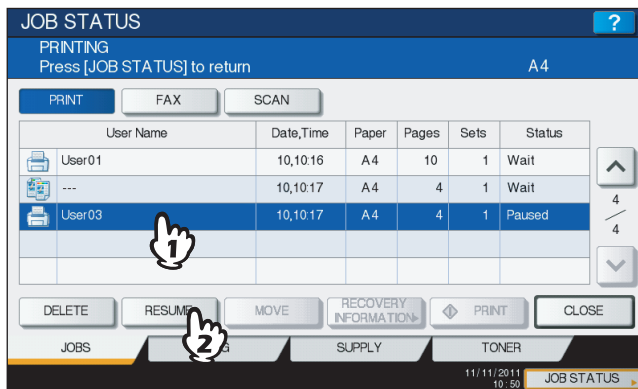 JOB STATUS ?
PRINTING
Press [JOB STATUS] to return A4
PRINT FAX SCAN
User Name Date,Time Paper Pages Sets Status
User01 10,10:16 A4 10 1 Wait
--- 10,10:17 A4 4 1 Wait
User03 10,10:17 A4 4 1 Paused
1
4
4
DELETE RESUME MOVE RECOVERY INFORMATION PRINT CLOSE
2
JOBS G SUPPLY TONER
11/11/2011
10:50 JOB STATUS